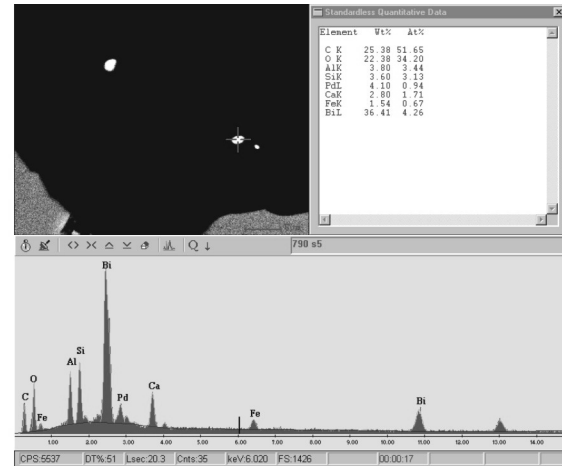 Standardless Quantitative Data
Element Wt% At%
C K 25.38 51.65
O K 22.38 34.20
AlK 3.80 3.44
SiK 3.60 3.13
PdL 4.10 0.94
CaK 2.80 1.71
FeK 1.54 0.67
BiL 36.41 4.26
790 s5
Bi
Si
Al
O
Ca
Pd
C
Fe
Fe
Bi
1.00 2.00 3.00 4.00 5.00 6.00 7.00 8.00 9.00 10.00 11.00 12.00 13.00 14.00
CPS:5537 DT%:51 Lsec:20.3 Cnts:35 keV:6.020 FS:1426 00:00:17